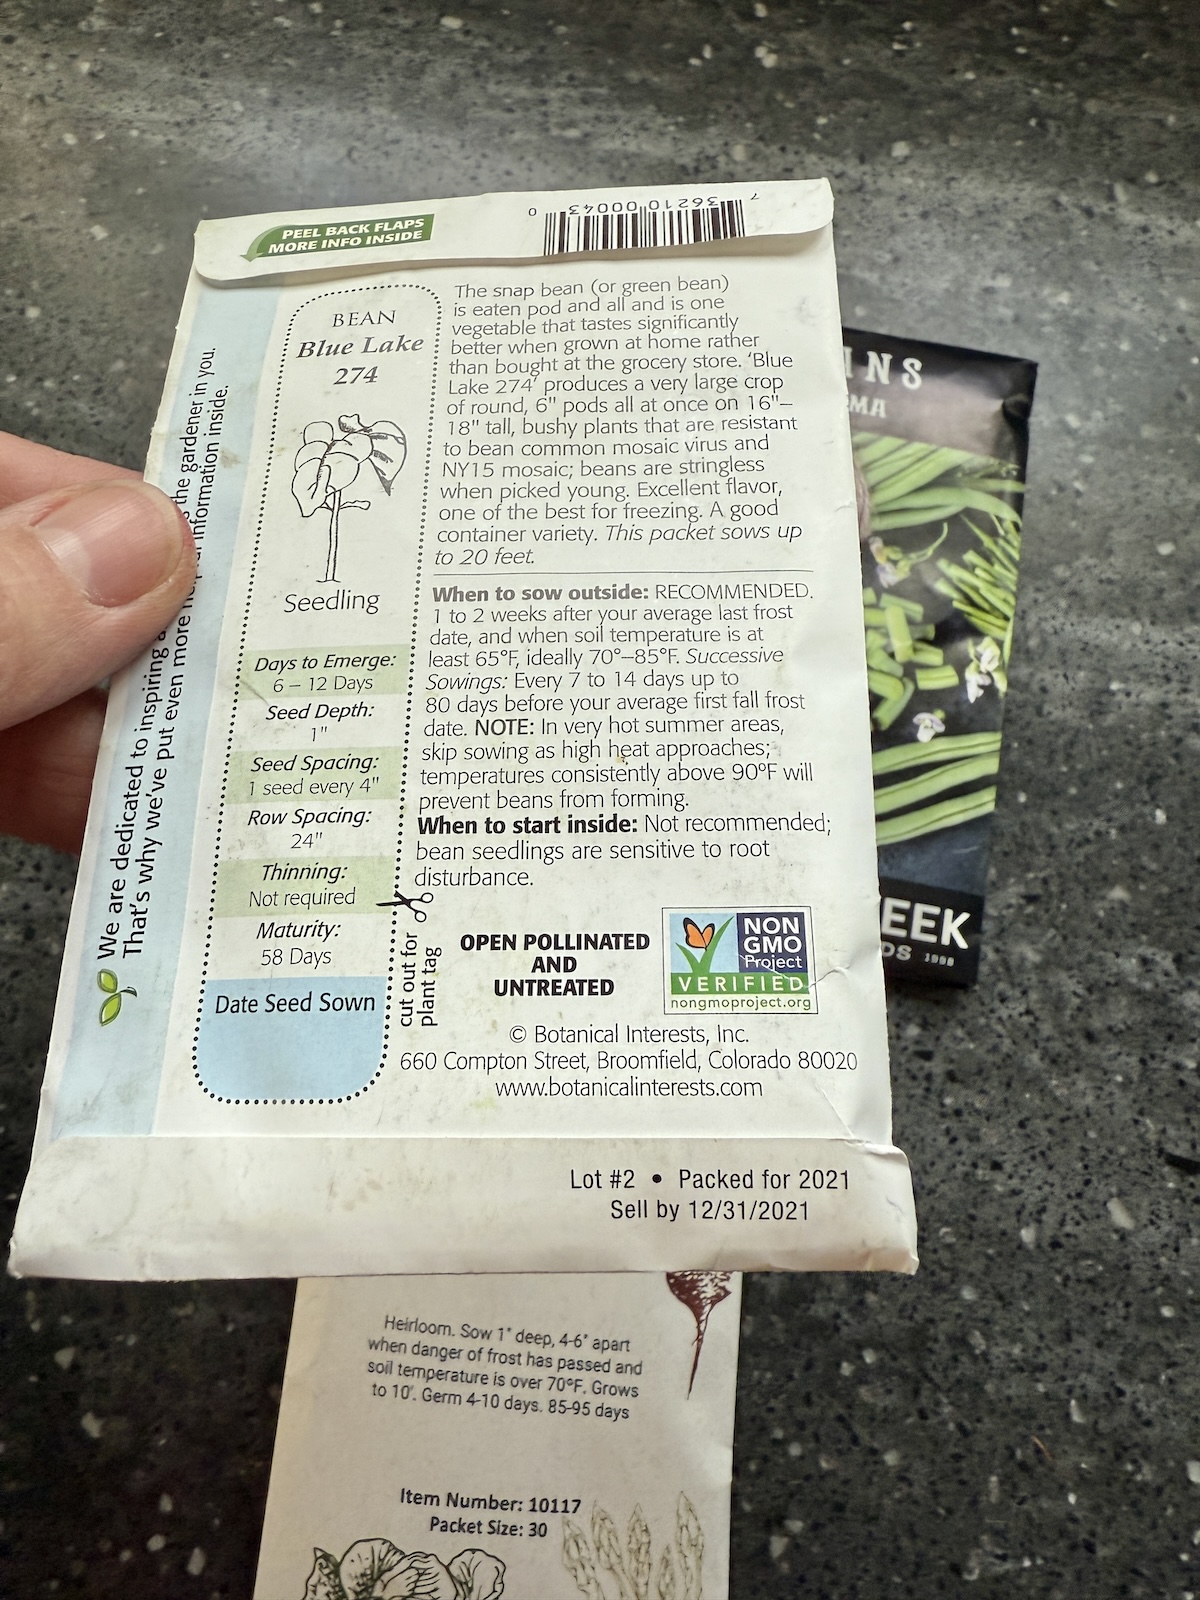 PEEL BACK FLAPS
MORE INFO INSIDE
7 36210 00043 0
BEAN
Blue Lake
274
Seedling
Days to Emerge:
6 – 12 Days
Seed Depth:
1"
Seed Spacing:
1 seed every 4"
Row Spacing:
24"
Thinning:
Not required
Maturity:
58 Days
Date Seed Sown
cut out for
plant tag
The snap bean (or green bean)
is eaten pod and all and is one
vegetable that tastes significantly
better when grown at home rather
than bought at the grocery store. 'Blue
Lake 274' produces a very large crop
of round, 6" pods all at once on 16"–
18" tall, bushy plants that are resistant
to bean common mosaic virus and
NY15 mosaic; beans are stringless
when picked young. Excellent flavor,
one of the best for freezing. A good
container variety. This packet sows up
to 20 feet.
When to sow outside: RECOMMENDED.
1 to 2 weeks after your average last frost
date, and when soil temperature is at
least 65°F, ideally 70°–85°F. Successive
Sowings: Every 7 to 14 days up to
80 days before your average first fall frost
date. NOTE: In very hot summer areas,
skip sowing as high heat approaches;
temperatures consistently above 90°F will
prevent beans from forming.
When to start inside: Not recommended;
bean seedlings are sensitive to root
disturbance.
OPEN POLLINATED
AND
UNTREATED
NON
GMO
Project
VERIFIED
nongmoproject.org
© Botanical Interests, Inc.
660 Compton Street, Broomfield, Colorado 80020
www.botanicalinterests.com
We are dedicated to inspiring the gardener in you.
That's why we've put even more information inside.
Lot #2 • Packed for 2021
Sell by 12/31/2021
INS
MA
EEK
DS 1998
Heirloom. Sow 1" deep, 4-6" apart
when danger of frost has passed and
soil temperature is over 70°F. Grows
to 10'. Germ 4-10 days. 85-95 days
Item Number: 10117
Packet Size: 30